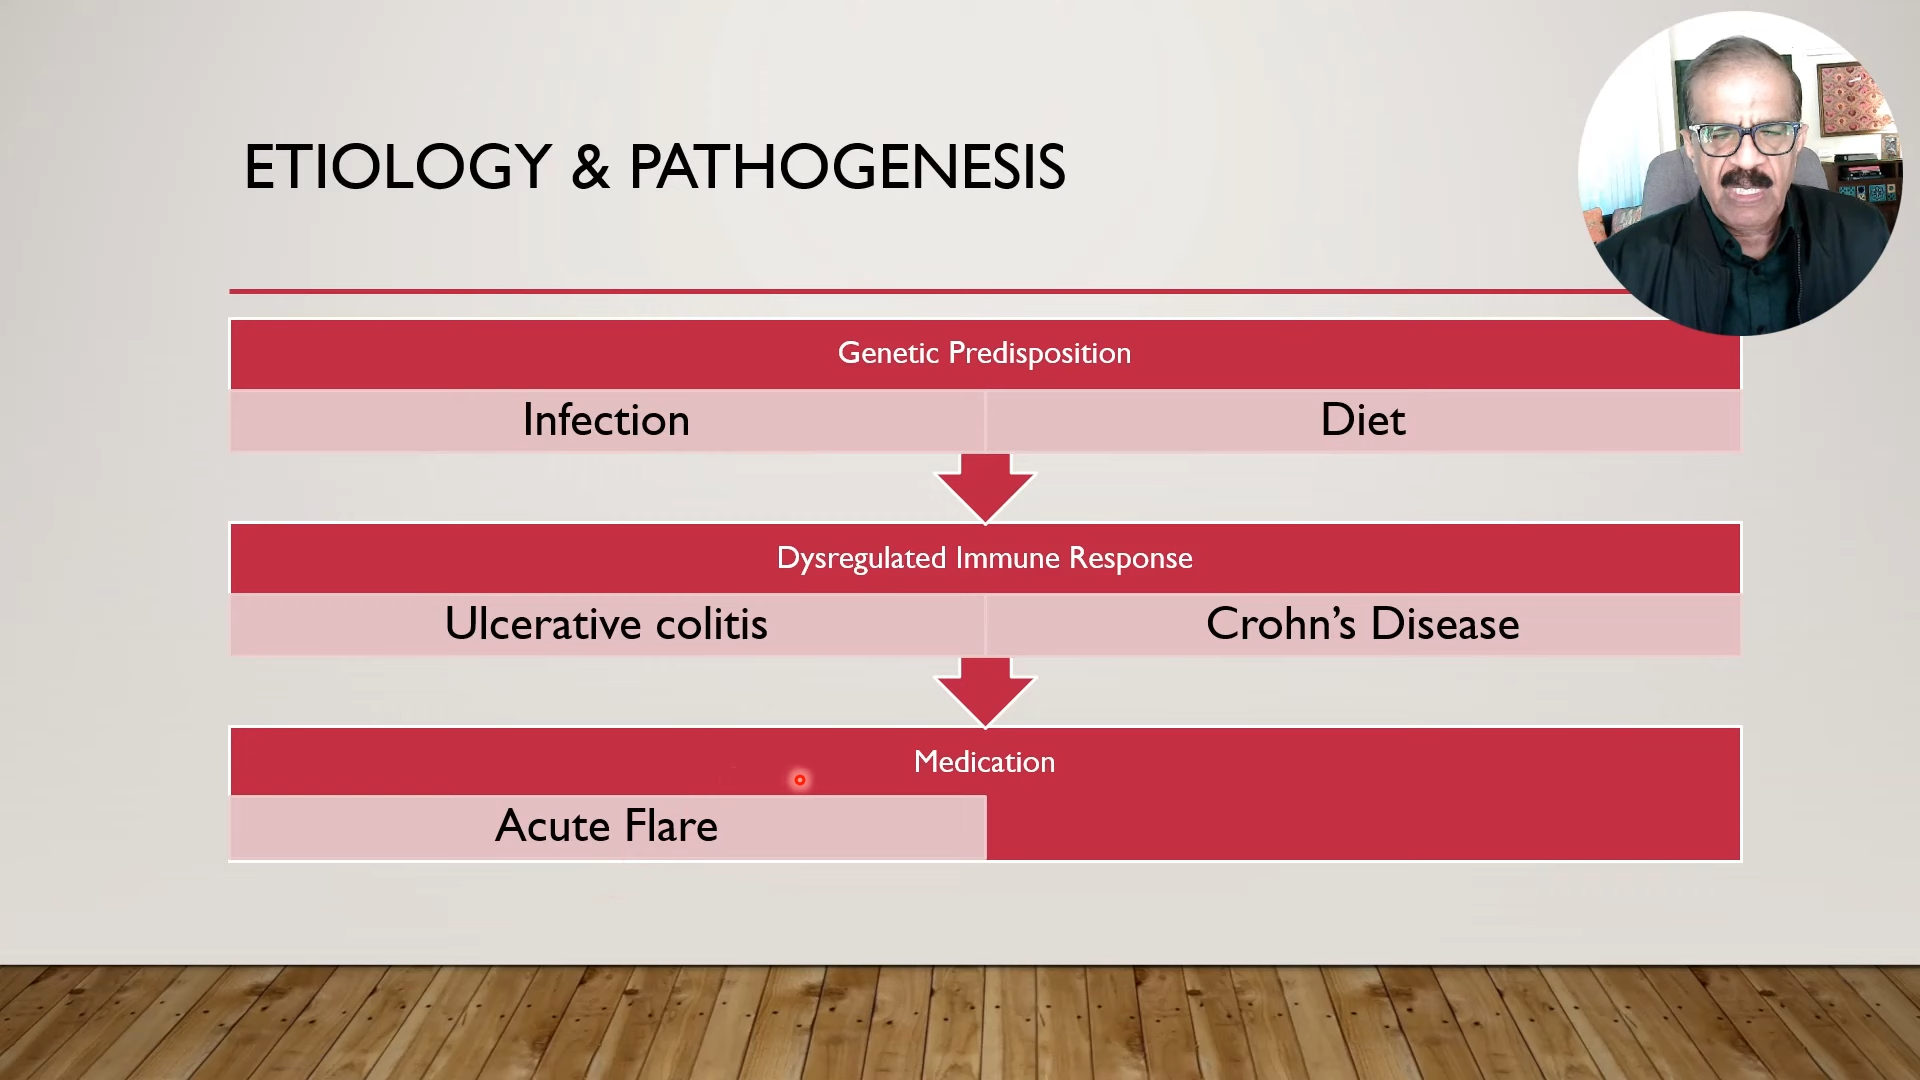 ETIOLOGY & PATHOGENESIS
Genetic Predisposition
Infection
Diet
Dysregulated Immune Response
Ulcerative colitis
Crohn’s Disease
Medication
Acute Flare